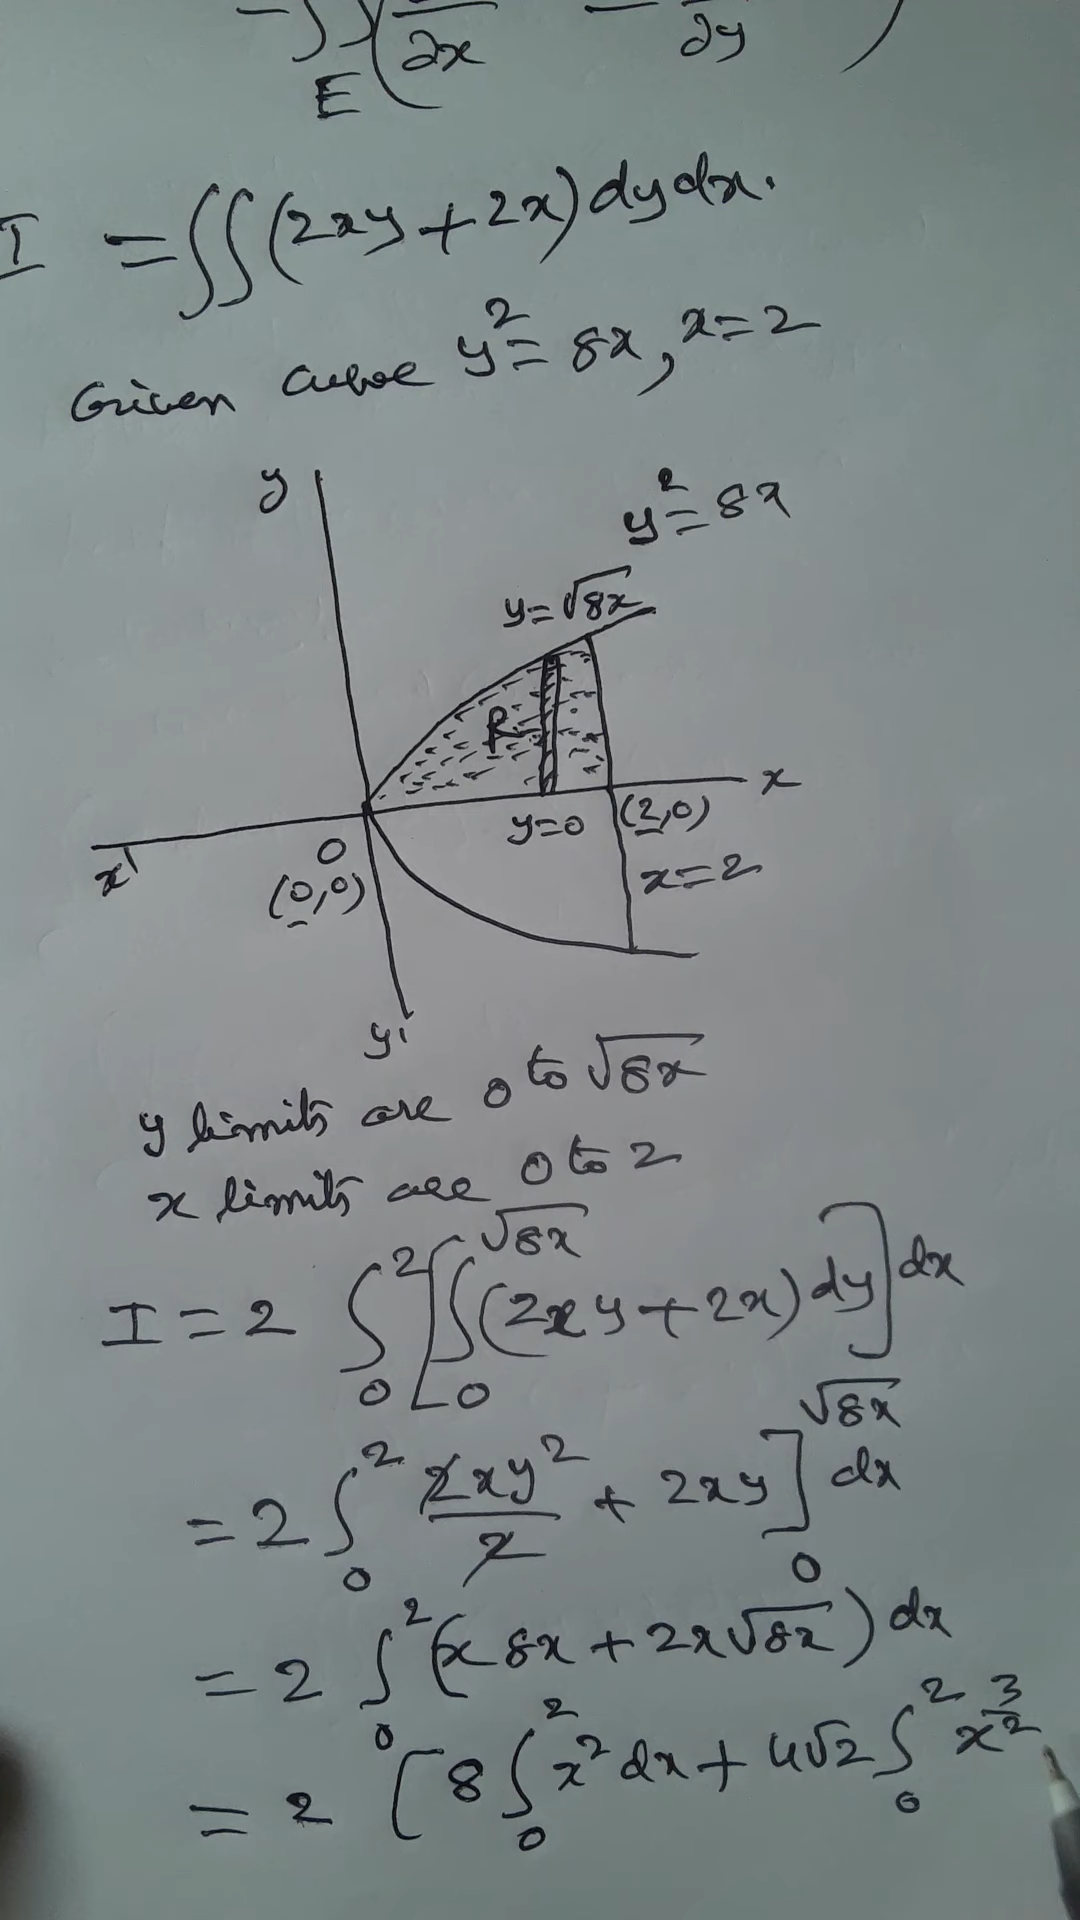 - ∫∫( /∂x - /∂y )
E
I = ∫∫(2xy + 2x) dy dx.
Given curve y² = 8x, x = 2
y
y² = 8x
y = √8x
R
x
x'
O
(0,0)
y=0
(2,0)
x=2
y'
y limits are 0 to √8x
x limits are 0 to 2
I = 2 ∫₀² [∫₀^√8x (2xy + 2x) dy] dx
= 2 ∫₀² 2xy²/2 + 2xy]₀^√8x dx
= 2 ∫₀² (x 8x + 2x√8x) dx
= 2 [8 ∫₀² x² dx + 4√2 ∫₀² x^3/2